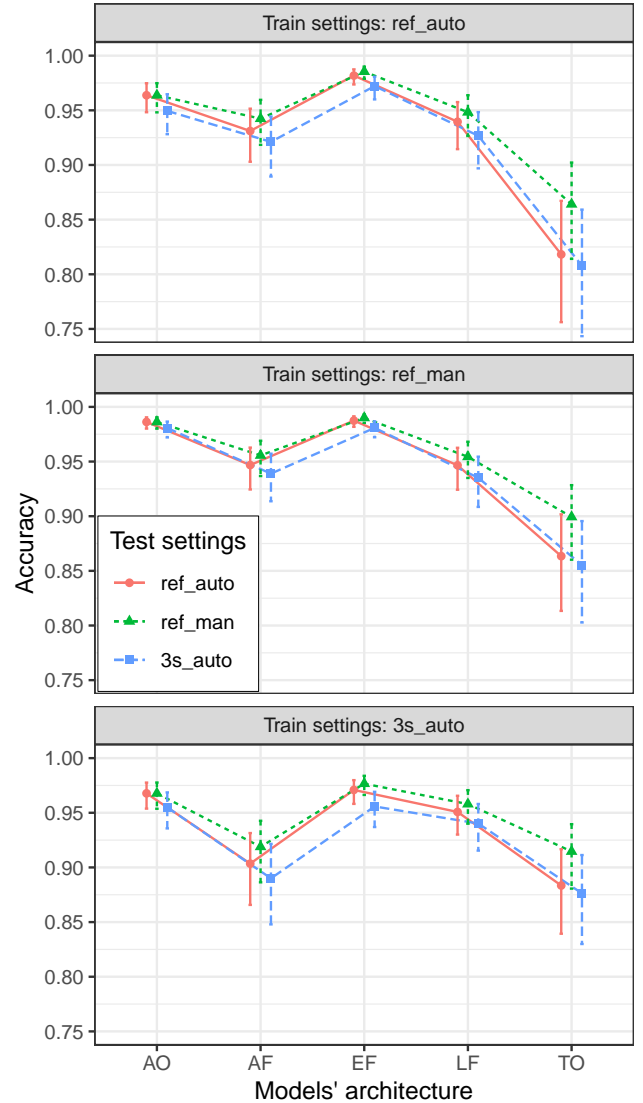 Train settings: ref_auto
1.00
0.95
0.90
0.85
0.80
0.75
Train settings: ref_man
1.00
0.95
0.90
0.85
0.80
0.75
Test settings
ref_auto
ref_man
3s_auto
Accuracy
Train settings: 3s_auto
1.00
0.95
0.90
0.85
0.80
0.75
AO AF EF LF TO
Models' architecture